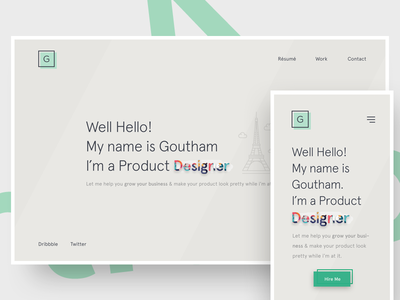 G
Résumé Work Contact
Well Hello!
My name is Goutham
I'm a Product Designer
Let me help you grow your business & make your product look pretty while I'm at
Dribbble Twitter
G
Well Hello!
My name is
Goutham.
I'm a Product
Designer
Let me help you grow your busi-
ness & make your product look
pretty while I'm at it.
Hire Me